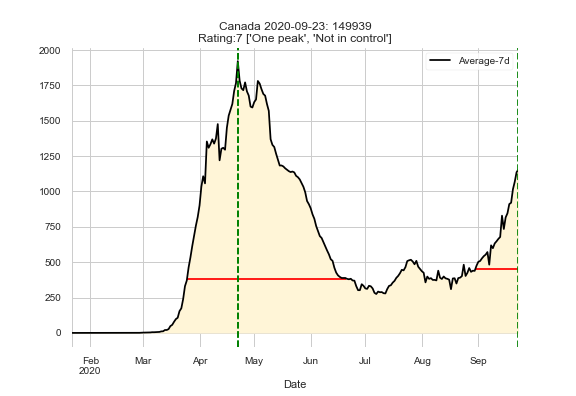 Canada 2020-09-23: 149939
Rating:7 ['One peak', 'Not in control']
Average-7d
2000
1750
1500
1250
1000
750
500
250
0
Feb Mar Apr May Jun Jul Aug Sep
2020
Date